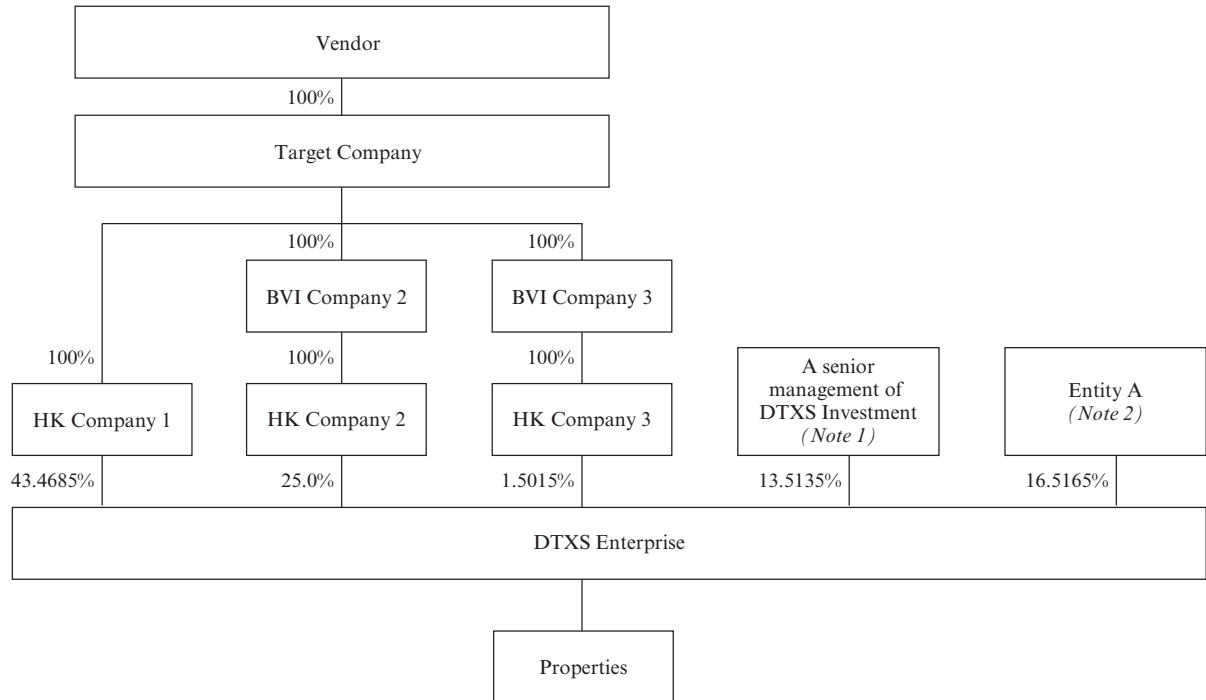 Vendor
100%
Target Company
100%
100%
BVI Company 2
BVI Company 3
100%
100%
100%
HK Company 1
HK Company 2
HK Company 3
A senior
management of
DTXS Investment
(Note 1)
Entity A
(Note 2)
43.4685%
25.0%
1.5015%
13.5135%
16.5165%
DTXS Enterprise
Properties